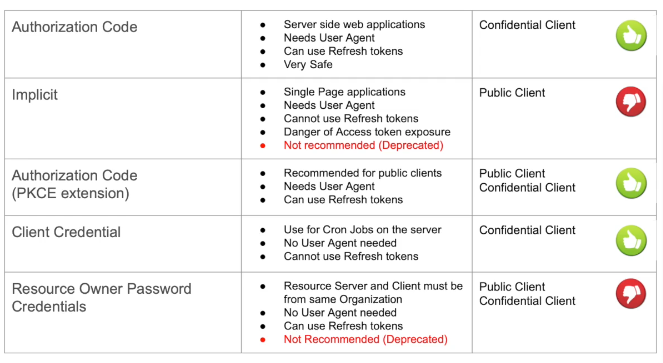 Authorization Code
Server side web applications
Needs User Agent
Can use Refresh tokens
Very Safe
Confidential Client
Implicit
Single Page applications
Needs User Agent
Cannot use Refresh tokens
Danger of Access token exposure
Not recommended (Deprecated)
Public Client
Authorization Code
(PKCE extension)
Recommended for public clients
Needs User Agent
Can use Refresh tokens
Public Client
Confidential Client
Client Credential
Use for Cron Jobs on the server
No User Agent needed
Cannot use Refresh tokens
Confidential Client
Resource Owner Password
Credentials
Resource Server and Client must be
from same Organization
No User Agent needed
Can use Refresh tokens
Not Recommended (Deprecated)
Public Client
Confidential Client